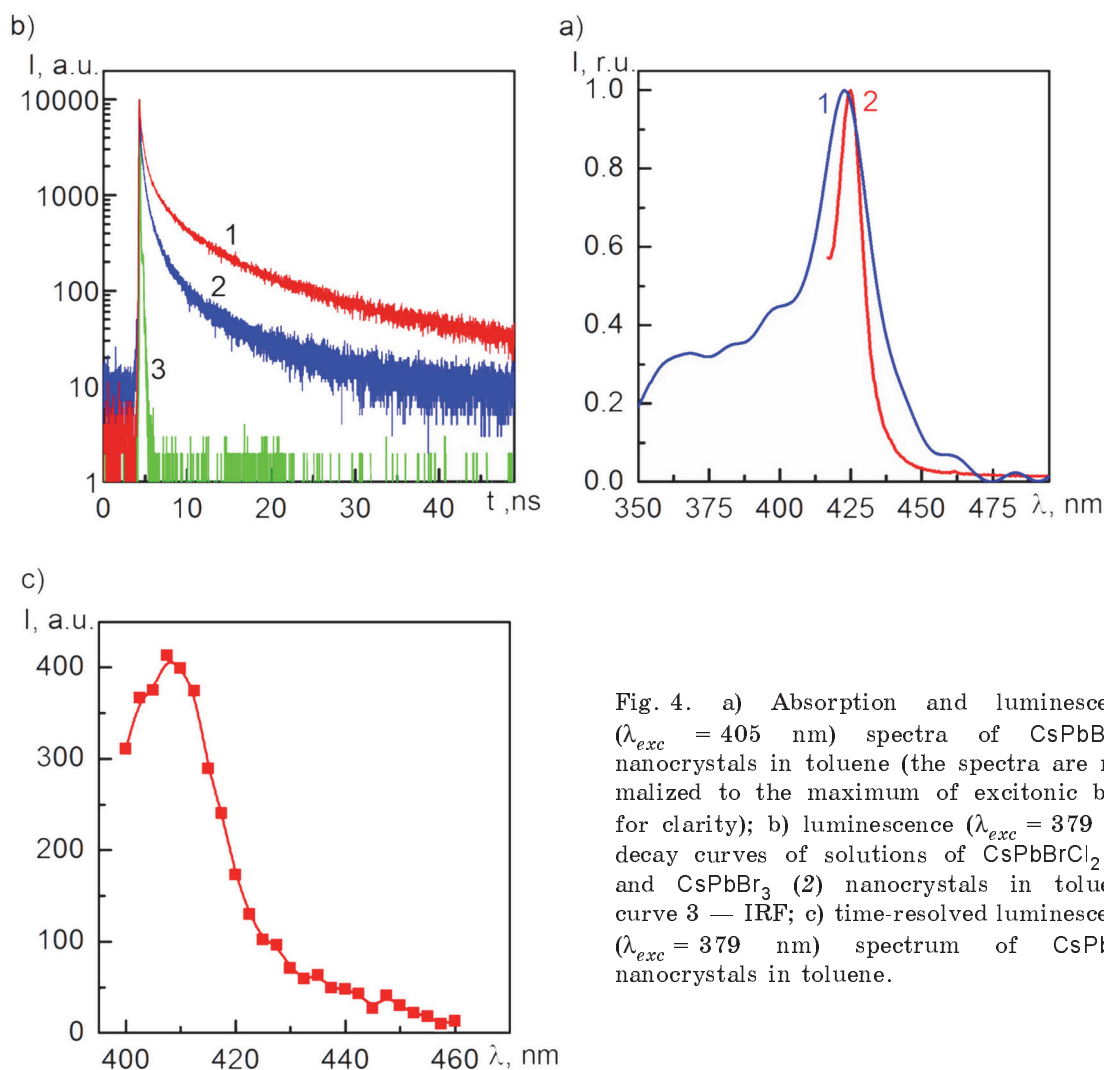 b)
I, a.u.
10000
1000
100
10
1
1
2
3
0 10 20 30 40 t ,ns
a)
I, r.u.
1.0
0.8
0.6
0.4
0.2
0.0
1 2
350 375 400 425 450 475 λ, nm
c)
I, a.u.
400
300
200
100
0
400 420 440 460 λ, nm
Fig. 4. a) Absorption and luminesce
(λexc = 405 nm) spectra of CsPbB
nanocrystals in toluene (the spectra are
malized to the maximum of excitonic b
for clarity); b) luminescence (λexc = 379
decay curves of solutions of CsPbBrCl2
and CsPbBr3 (2) nanocrystals in tolue
curve 3 — IRF; c) time-resolved luminesce
(λexc = 379 nm) spectrum of CsPb
nanocrystals in toluene.